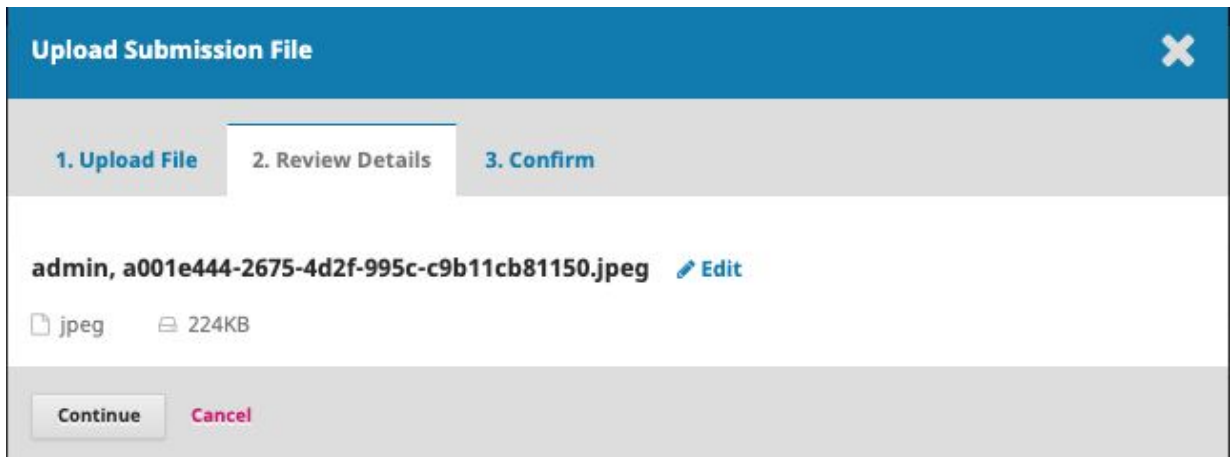 Upload Submission File
1. Upload File 2. Review Details 3. Confirm
admin, a001e444-2675-4d2f-995c-c9b11cb81150.jpeg Edit
jpeg 224KB
Continue Cancel